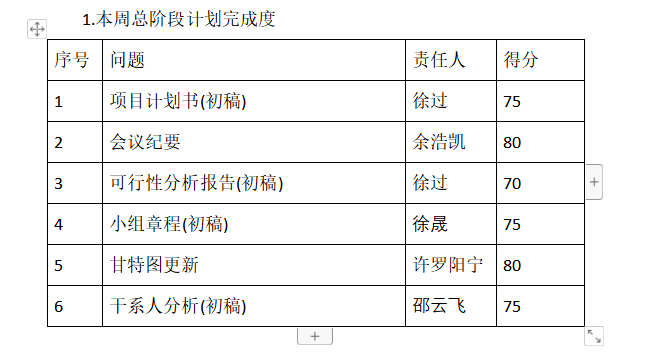 1.本周总阶段计划完成度
序号 问题 责任人 得分
1 项目计划书(初稿) 徐过 75
2 会议纪要 余浩凯 80
3 可行性分析报告(初稿) 徐过 70
4 小组章程(初稿) 徐晟 75
5 甘特图更新 许罗阳宁 80
6 干系人分析(初稿) 邵云飞 75